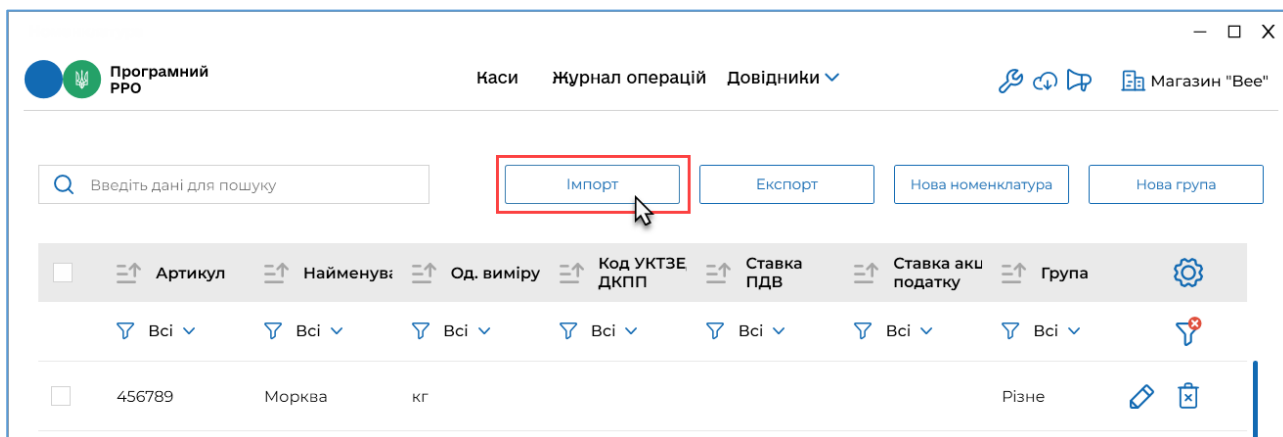 Програмний
РРО
Каси Журнал операцій Довідники
Магазин "Bee"
Введіть дані для пошуку
Імпорт
Експорт
Нова номенклатура
Нова група
Артикул Найменува Од. виміру Код УКТЗЕ ДКПП Ставка ПДВ Ставка акц податку Група
Всі Всі Всі Всі Всі Всі Всі
456789 Морква кг Різне